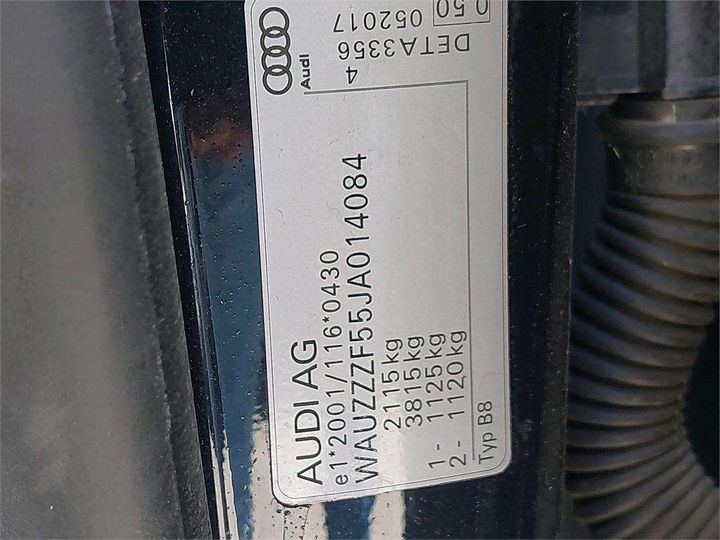 Audi
0.50
052017
DETA3356
4
AUDI AG
e1*2001/116*0430
WAUZZZF55JA014084
2115kg
3815kg
1- 1125kg
2- 1120kg
Typ B8